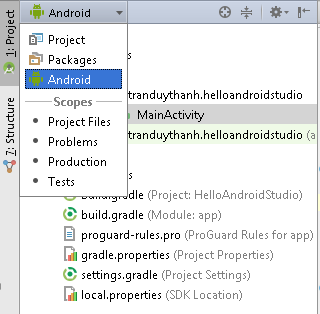 Android
1: Project
7: Structure
Project
Packages
Android
Scopes
Project Files
Problems
Production
Tests
tranduythanh.helloandroidstudio
MainActivity
tranduythanh.helloandroidstudio (a
build.gradle (Project: HelloAndroidStudio)
build.gradle (Module: app)
proguard-rules.pro (ProGuard Rules for app)
gradle.properties (Project Properties)
settings.gradle (Project Settings)
local.properties (SDK Location)